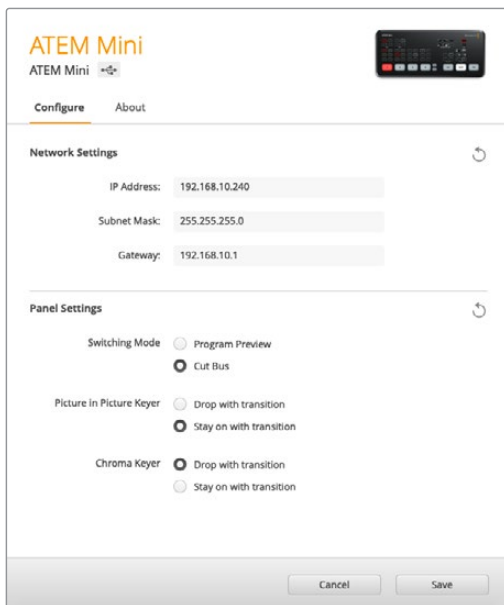 ATEM Mini
ATEM Mini
Configure About
Network Settings
IP Address: 192.168.10.240
Subnet Mask: 255.255.255.0
Gateway: 192.168.10.1
Panel Settings
Switching Mode Program Preview
Cut Bus
Picture in Picture Keyer Drop with transition
Stay on with transition
Chroma Keyer Drop with transition
Stay on with transition
Cancel Save